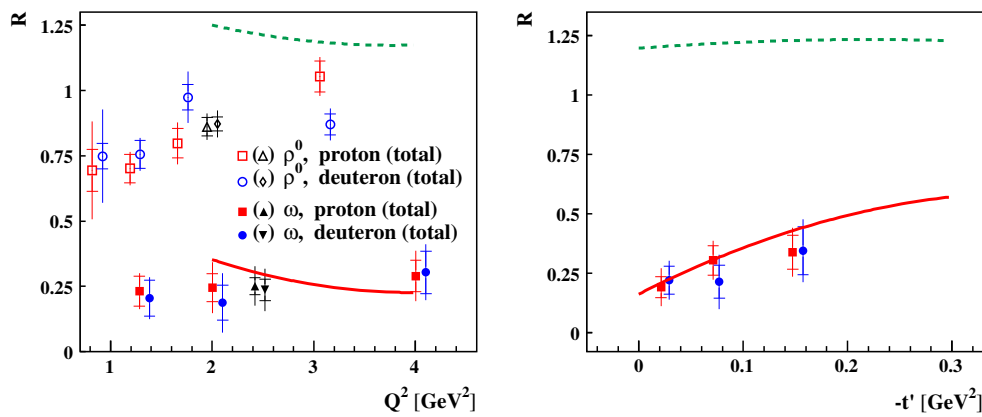 R
1.25
1
0.75
0.5
0.25
0
1
2
3
4
Q² [GeV²]
(△) ρ⁰, proton (total)
(◇) ρ⁰, deuteron (total)
(▲) ω, proton (total)
(▼) ω, deuteron (total)
R
1.25
1
0.75
0.5
0.25
0
0
0.1
0.2
0.3
-t' [GeV²]